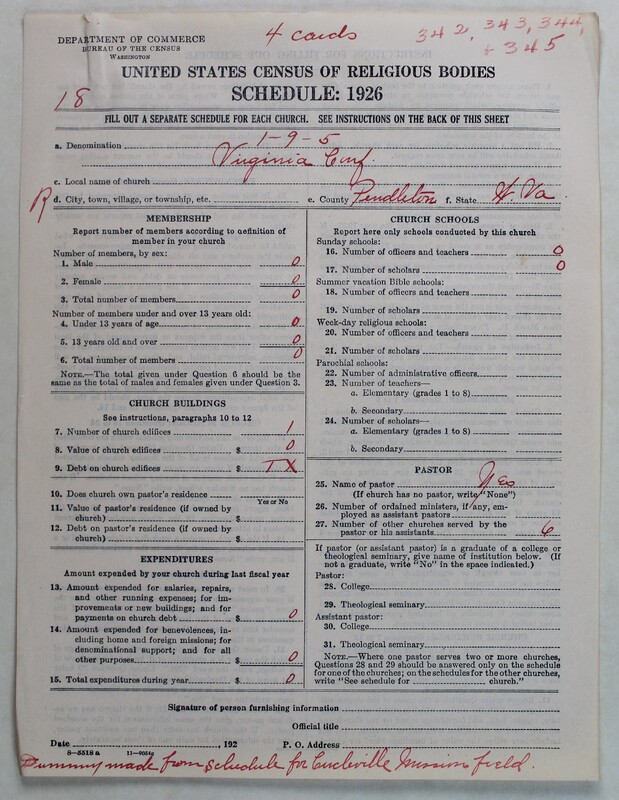 DEPARTMENT OF COMMERCE
BUREAU OF THE CENSUS
WASHINGTON
4 cards
342, 343, 344,
& 345
UNITED STATES CENSUS OF RELIGIOUS BODIES
18
SCHEDULE: 1926
FILL OUT A SEPARATE SCHEDULE FOR EACH CHURCH. SEE INSTRUCTIONS ON THE BACK OF THIS SHEET
a. Denomination 1-9-5
Virginia Conf.
c. Local name of church
R d. City, town, village, or township, etc. e. County Pendleton f. State W. Va.
MEMBERSHIP
Report number of members according to definition of
member in your church
Number of members, by sex:
1. Male 0
2. Female 0
3. Total number of members 0
Number of members under and over 13 years old:
4. Under 13 years of age 0
5. 13 years old and over 0
6. Total number of members 0
NOTE.—The total given under Question 6 should be
same as the total of males and females given under Question 3.
CHURCH BUILDINGS
See instructions, paragraphs 10 to 12
7. Number of church edifices 1
8. Value of church edifices $ 0
9. Debt on church edifices $ I X
10. Does church own pastor's residence
Yes or No
11. Value of pastor's residence (if owned by
church) $
12. Debt on pastor's residence (if owned by
church) $
EXPENDITURES
Amount expended by your church during last fiscal year
13. Amount expended for salaries, repairs,
and other running expenses; for im-
provements or new buildings; and for
payments on church debt $ 0
14. Amount expended for benevolences, in-
cluding home and foreign missions; for
denominational support; and for all
other purposes $ 0
15. Total expenditures during year $ 0
CHURCH SCHOOLS
Report here only schools conducted by this church
Sunday schools:
16. Number of officers and teachers 0
17. Number of scholars 0
Summer vacation Bible schools:
18. Number of officers and teachers
19. Number of scholars
Week-day religious schools:
20. Number of officers and teachers
21. Number of scholars
Parochial schools:
22. Number of administrative officers
23. Number of teachers—
a. Elementary (grades 1 to 8)
b. Secondary
24. Number of scholars—
a. Elementary (grades 1 to 8)
b. Secondary
PASTOR
25. Name of pastor Yes
(If church has no pastor, write "None")
26. Number of ordained ministers, if any, em-
ployed as assistant pastors
27. Number of other churches served by the
pastor or his assistants 6
If pastor (or assistant pastor) is a graduate of a college or
theological seminary, give name of institution below. (If
not a graduate, write "No" in the space indicated.)
Pastor:
28. College
29. Theological seminary
Assistant pastor:
30. College
31. Theological seminary
NOTE.—Where one pastor serves two or more churches,
Questions 28 and 29 should be answered only on the schedule
for one of the churches; on the schedules for the other churches,
write "See schedule for church."
Signature of person furnishing information
Official title
Date , 192 P. O. Address
8—5518 a 11—9054
Dummy made from schedule for Circleville Mission field.